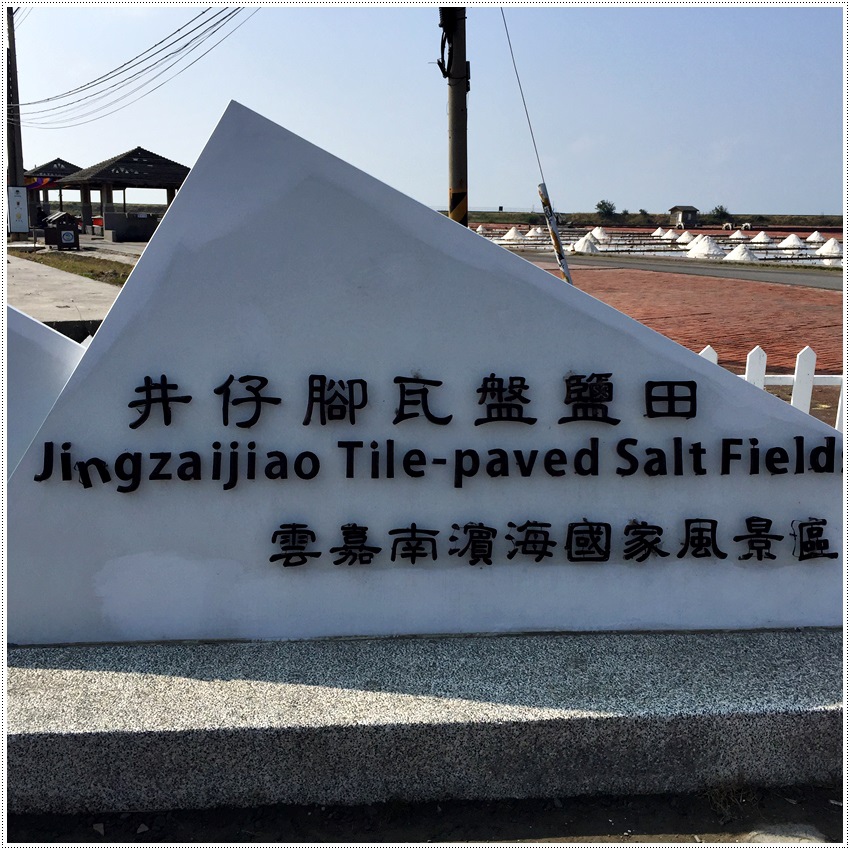 井仔腳瓦盤鹽田
Jingzaijiao Tile-paved Salt Fields
雲嘉南濱海國家風景區